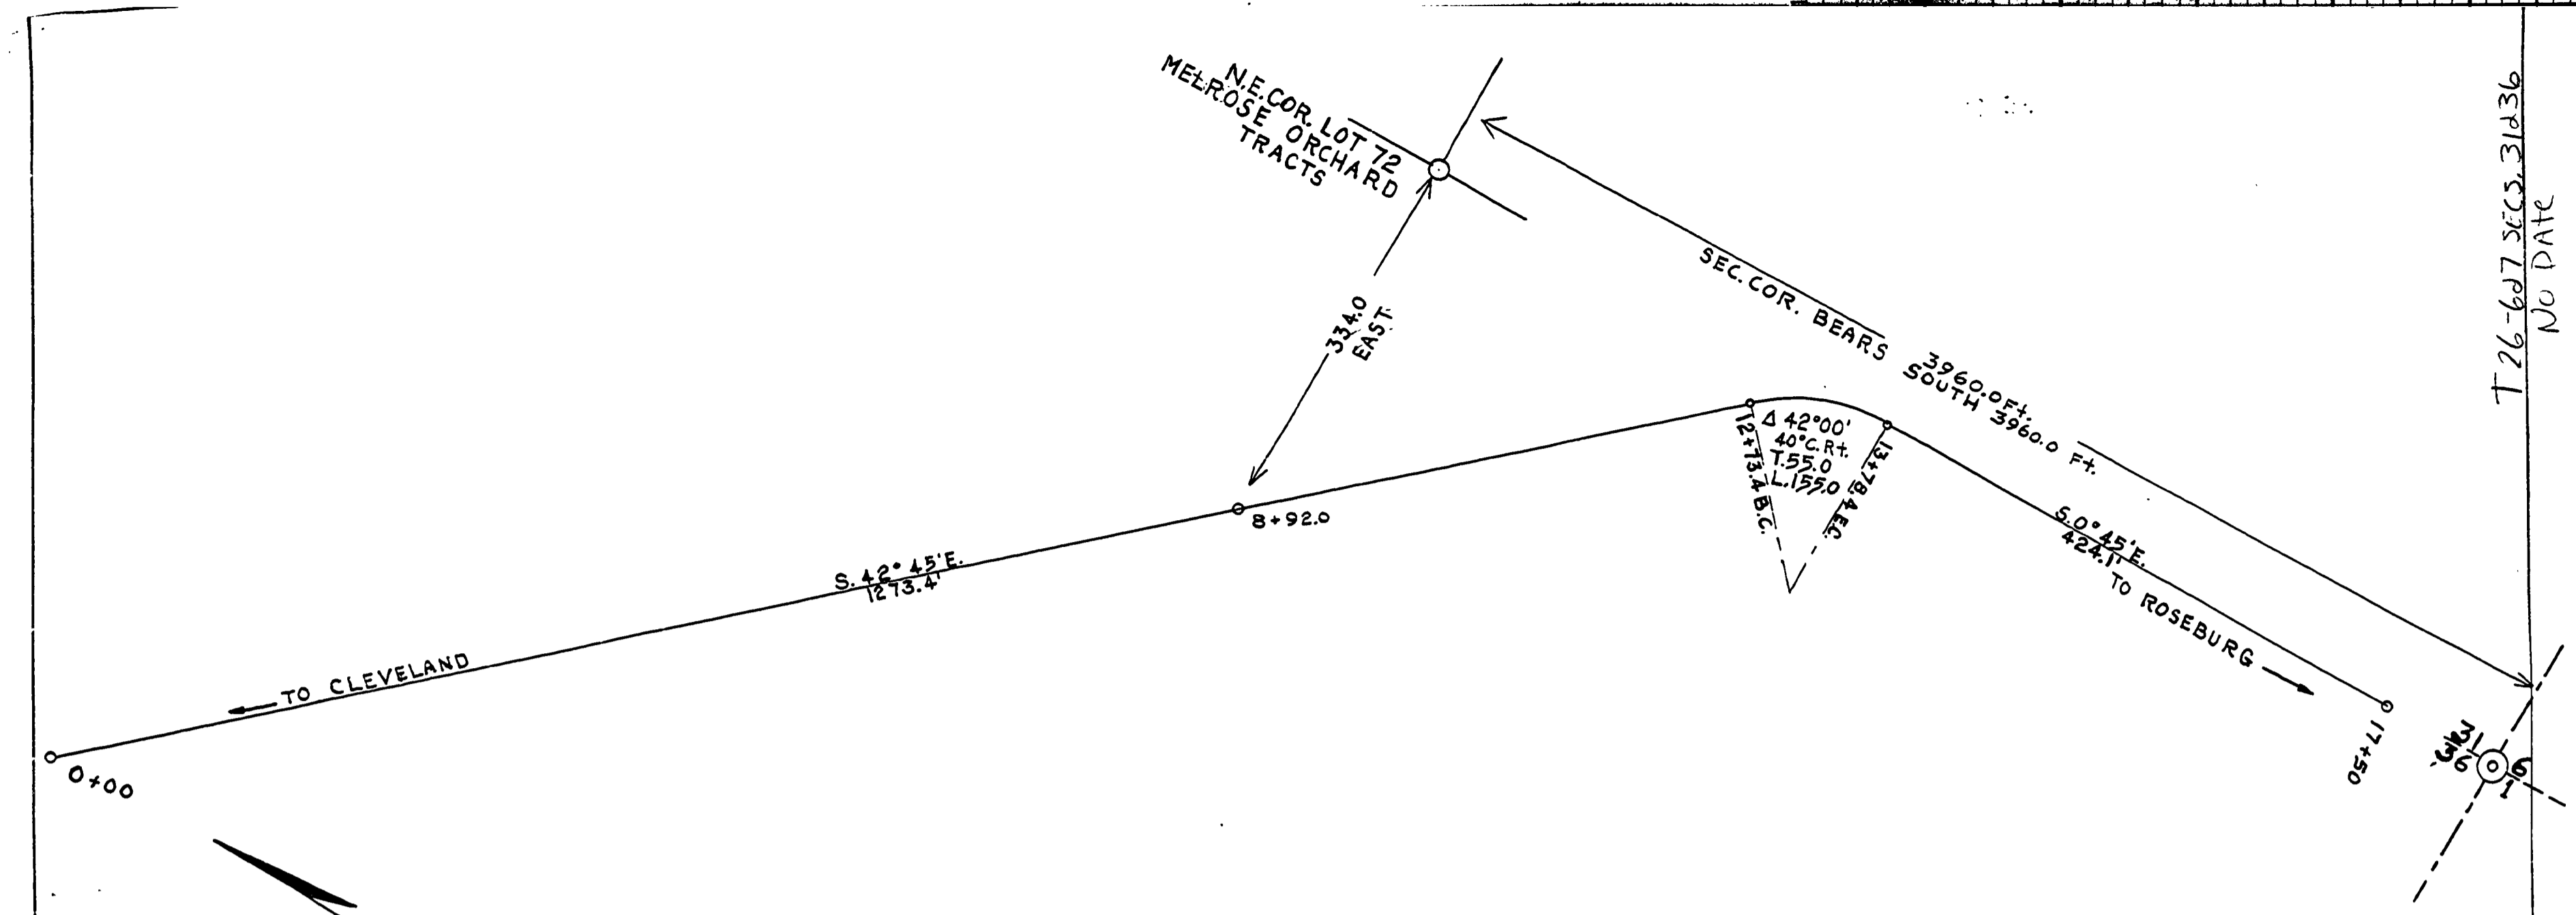 N.E. COR. LOT 72
MELROSE ORCHARD
TRACTS
334.0
EAST
SEC. COR. BEARS
3960.0 Ft.
SOUTH 3960.0 Ft.
T 26-6d7 SECS. 31d36
NO DAte
Δ 42°00'
40°C. Rt.
T. 55.0
L. 155.0
12+73.4 B.C.
13+78.4 E.C.
8+92.0
S. 42° 45' E.
1273.4'
S. 0° 45' E.
424.1'
TO ROSEBURG
TO CLEVELAND
0+00
17+50
36
31
6
1